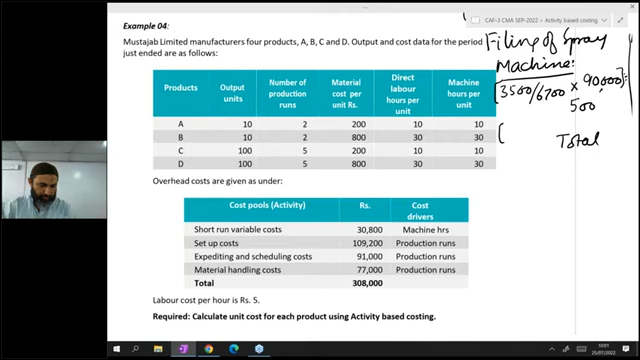 CAF-II CMA SEP-2022 > Activity based costing
Example 04:
Mustajab Limited manufacturers four products, A, B, C and D. Output and cost data for the period
just ended are as follows:
Products Output units Number of production runs Material cost per unit Rs. Direct labour hours per unit Machine hours per unit
A 10 2 200 10 10
B 10 2 800 30 30
C 100 5 200 10 10
D 100 5 800 30 30
Overhead costs are given as under:
Cost pools (Activity) Rs. Cost drivers
Short run variable costs 30,800 Machine hrs
Set up costs 109,200 Production runs
Expediting and scheduling costs 91,000 Production runs
Material handling costs 77,000 Production runs
Total 308,000
Labour cost per hour is Rs. 5.
Required: Calculate unit cost for each product using Activity based costing.
Filing of Spray
Machine:
[3500/6700 × 90,000]÷
500
(
Total
10:01
25/07/2022